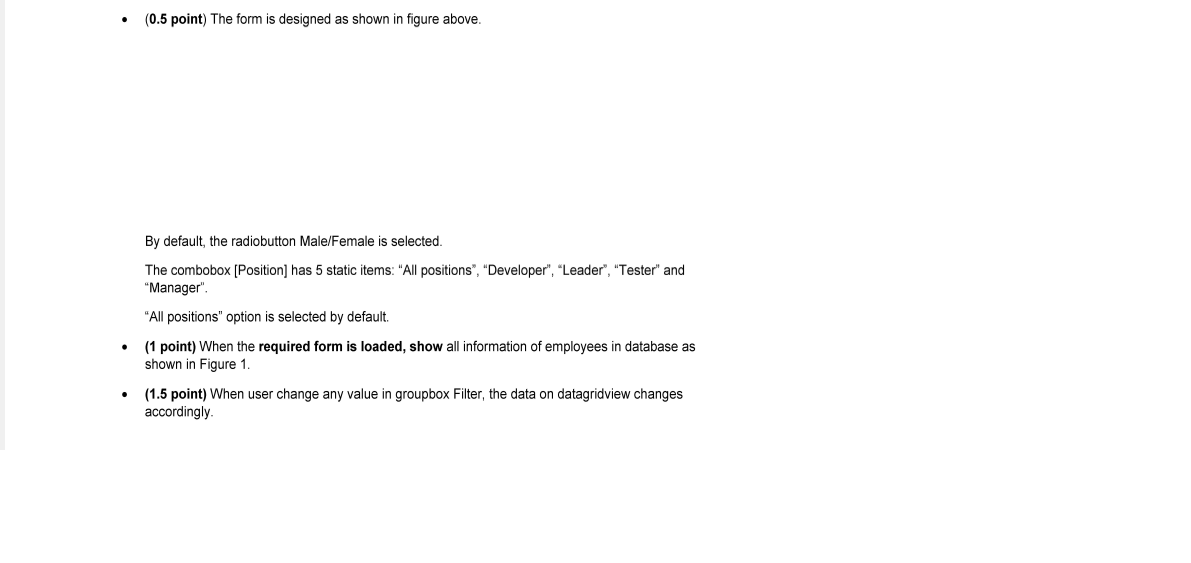 • (0.5 point) The form is designed as shown in figure above.
By default, the radiobutton Male/Female is selected.
The combobox [Position] has 5 static items: “All positions”, “Developer”, “Leader”, “Tester” and
“Manager”.
“All positions” option is selected by default.
• (1 point) When the required form is loaded, show all information of employees in database as
shown in Figure 1.
• (1.5 point) When user change any value in groupbox Filter, the data on datagridview changes
accordingly.